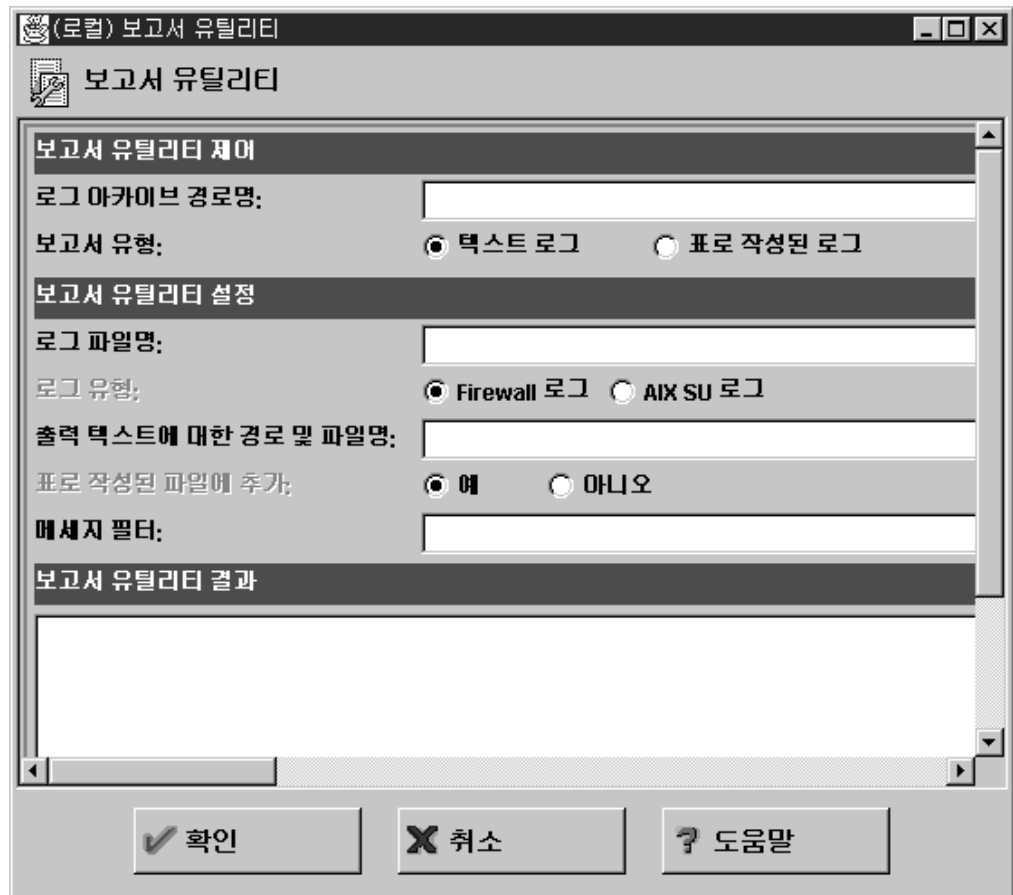 (로컬) 보고서 유틸리티
보고서 유틸리티
보고서 유틸리티 제어
로그 아카이브 경로명:
보고서 유형: 텍스트 로그 표로 작성된 로그
보고서 유틸리티 설정
로그 파일명:
로그 유형: Firewall 로그 AIX SU 로그
출력 텍스트에 대한 경로 및 파일명:
표로 작성된 파일에 추가: 예 아니오
메세지 필터:
보고서 유틸리티 결과
확인 취소 ? 도움말